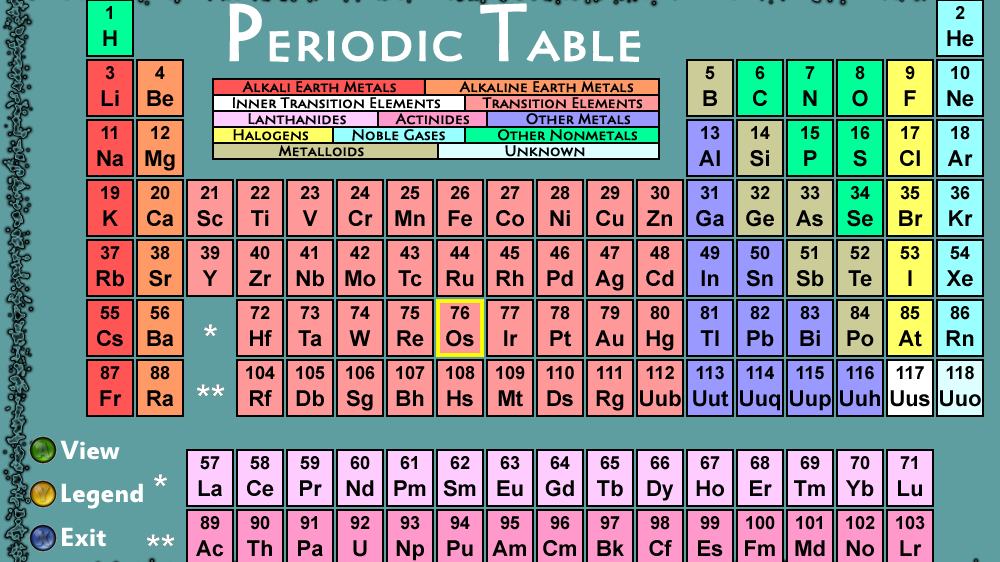 1 2
H PERIODIC TABLE He
3 4 5 6 7 8 9 10
Li Be B C N O F Ne
ALKALI EARTH METALS ALKALINE EARTH METALS
INNER TRANSITION ELEMENTS TRANSITION ELEMENTS
LANTHANIDES ACTINIDES OTHER METALS
HALOGENS NOBLE GASES OTHER NONMETALS
METALLOIDS UNKNOWN
11 12 13 14 15 16 17 18
Na Mg Al Si P S Cl Ar
19 20 21 22 23 24 25 26 27 28 29 30 31 32 33 34 35 36
K Ca Sc Ti V Cr Mn Fe Co Ni Cu Zn Ga Ge As Se Br Kr
37 38 39 40 41 42 43 44 45 46 47 48 49 50 51 52 53 54
Rb Sr Y Zr Nb Mo Tc Ru Rh Pd Ag Cd In Sn Sb Te I Xe
55 56 * 72 73 74 75 76 77 78 79 80 81 82 83 84 85 86
Cs Ba Hf Ta W Re Os Ir Pt Au Hg Tl Pb Bi Po At Rn
87 88 ** 104 105 106 107 108 109 110 111 112 113 114 115 116 117 118
Fr Ra Rf Db Sg Bh Hs Mt Ds Rg Uub Uut Uuq Uup Uuh Uus Uuo
View
Legend *
57 58 59 60 61 62 63 64 65 66 67 68 69 70 71
La Ce Pr Nd Pm Sm Eu Gd Tb Dy Ho Er Tm Yb Lu
Exit **
89 90 91 92 93 94 95 96 97 98 99 100 101 102 103
Ac Th Pa U Np Pu Am Cm Bk Cf Es Fm Md No Lr